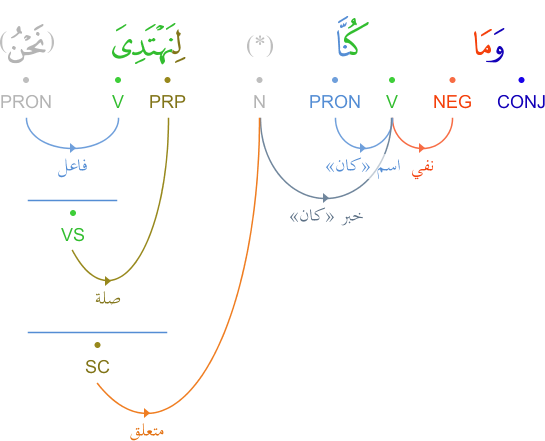 وَمَا كُنَّا (*) لِنَهْتَدِىَ (نَحْنُ)
CONJ NEG V PRON N PRP V PRON
فاعل اسم «كان» نفي
خبر «كان»
VS
صلة
SC
متعلق